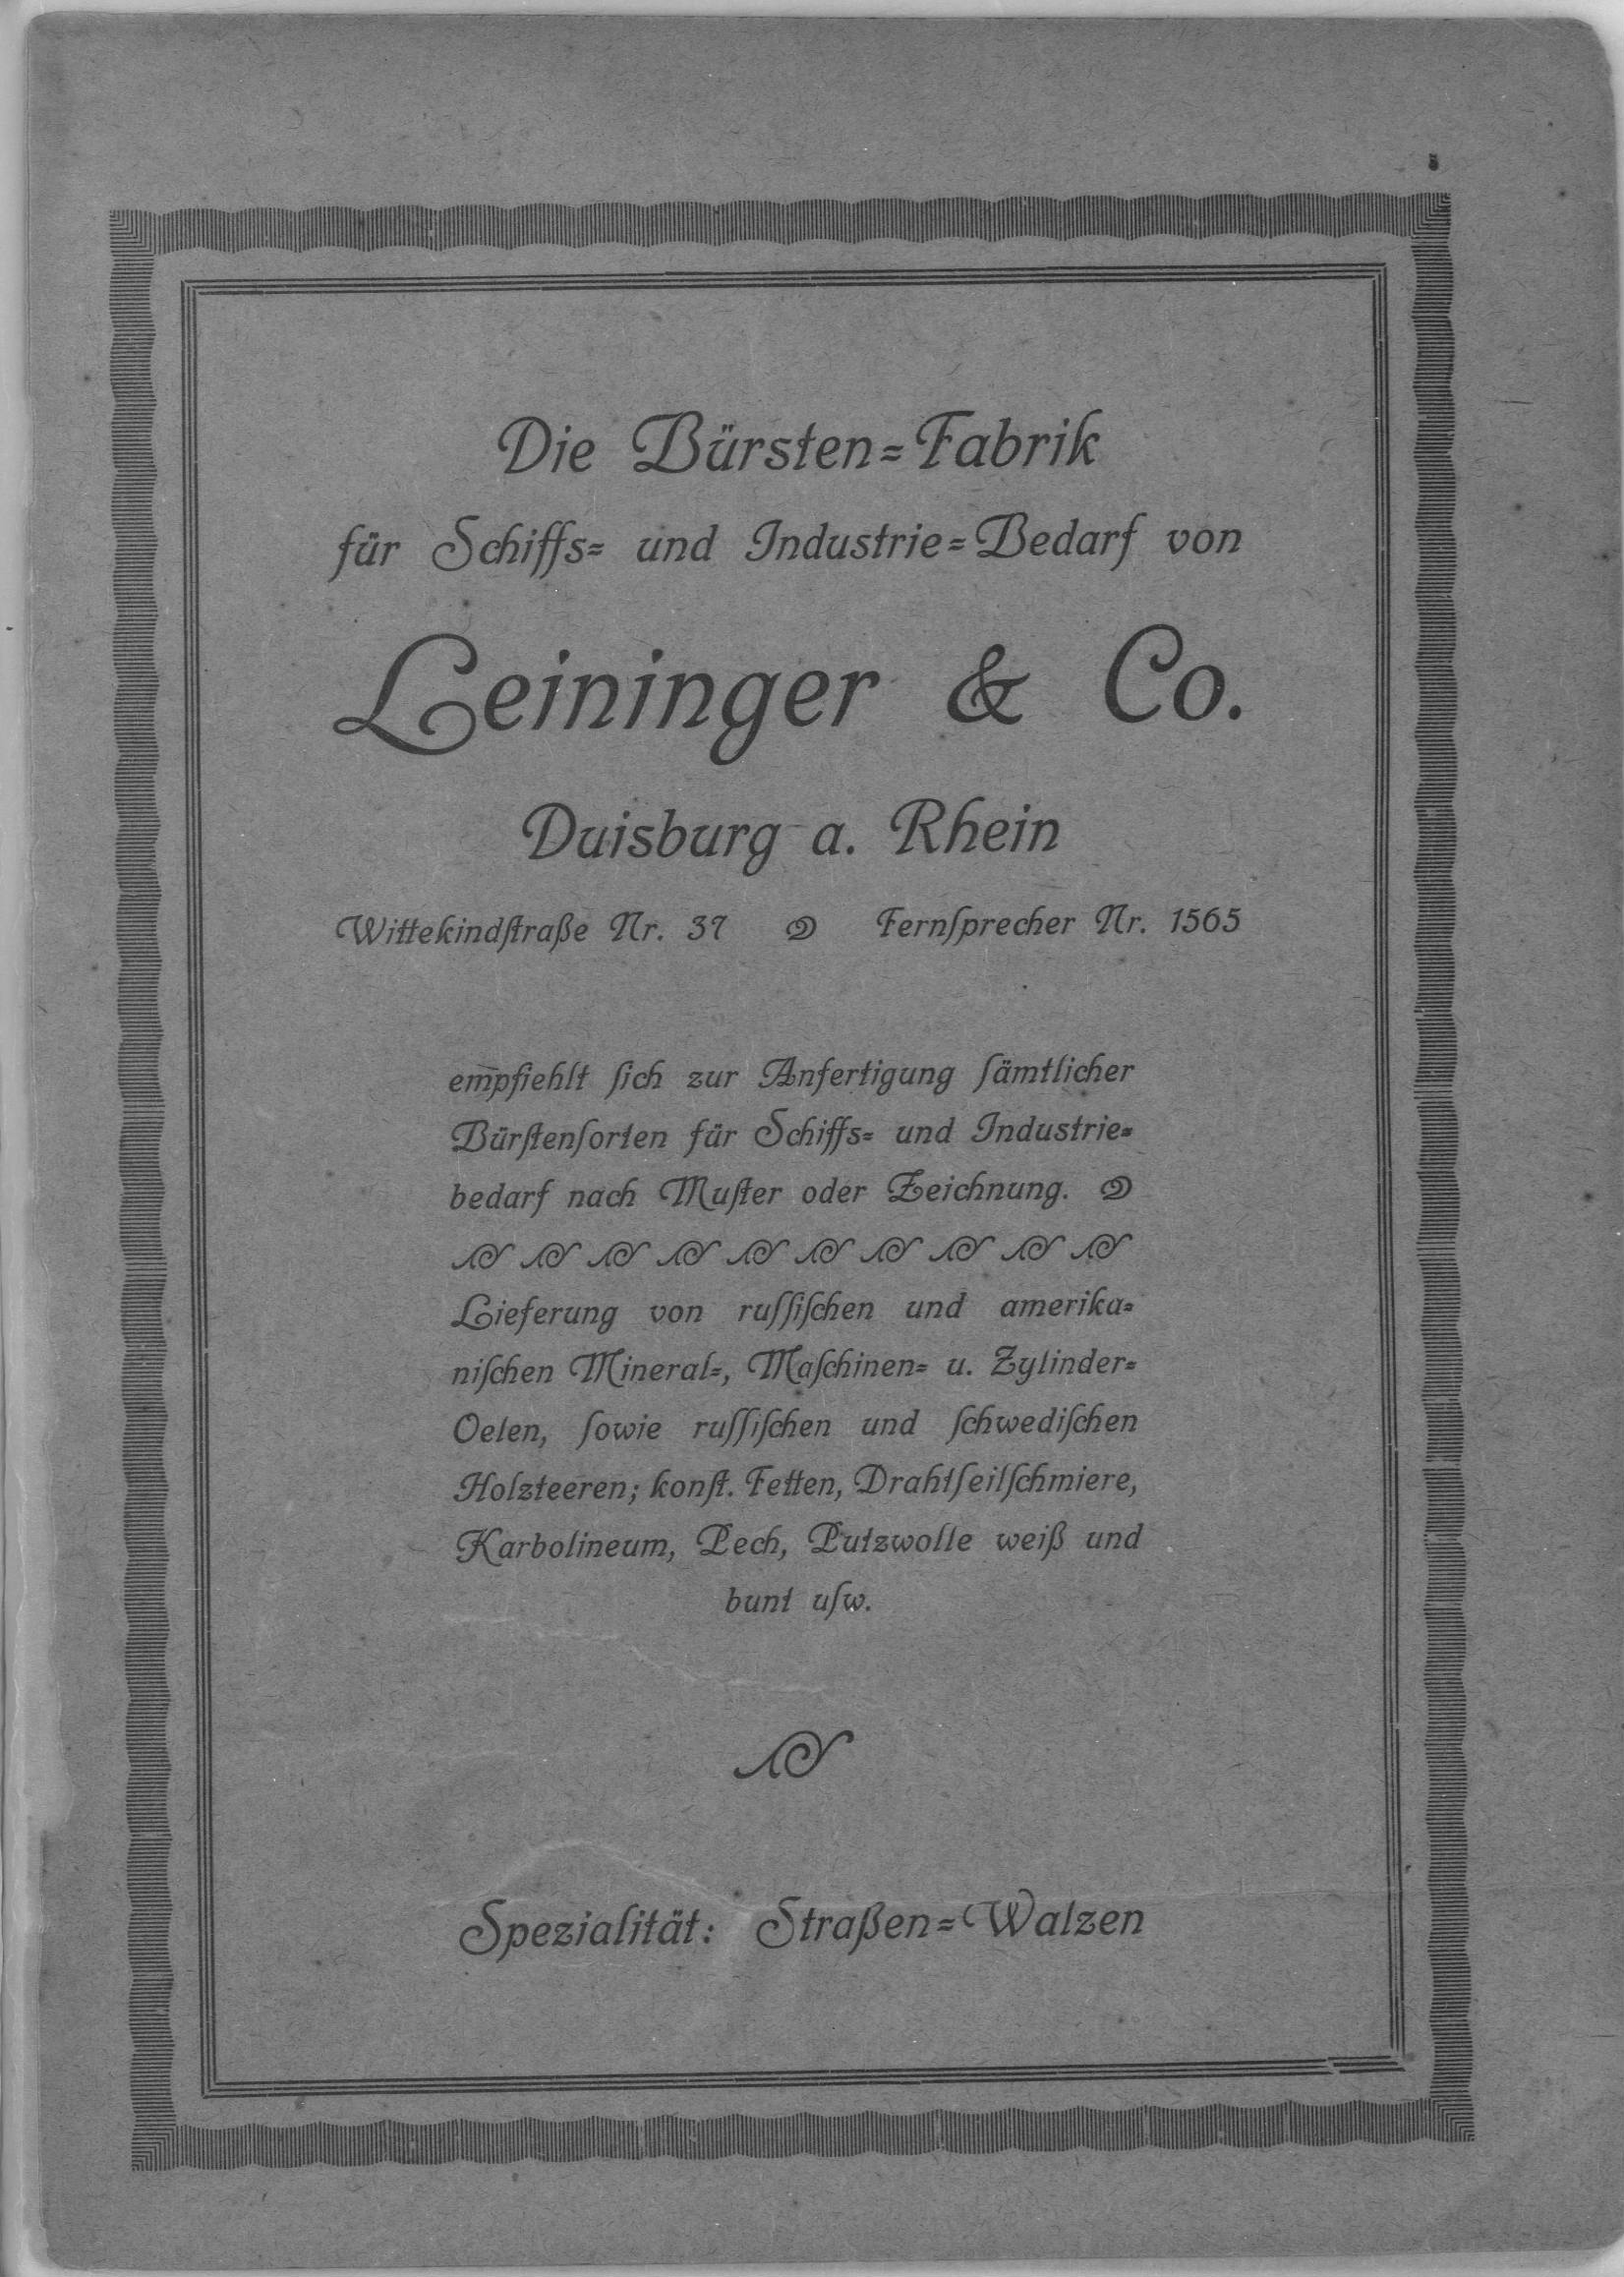 Die Bürsten=Fabrik
für Schiffs= und Industrie=Bedarf von
Leininger & Co.
Duisburg a. Rhein
Wittekindſtraße Nr. 37 Fernſprecher Nr. 1565
empfiehlt ſich zur Anfertigung ſämtlicher
Bürſtenſorten für Schiffs= und Industrie=
bedarf nach Muſter oder Zeichnung.
Lieferung von ruſſiſchen und amerika=
niſchen Mineral=, Maſchinen= u. Zylinder=
Oelen, ſowie ruſſiſchen und ſchwediſchen
Holzteeren; konſt. Fetten, Drahtſeilſchmiere,
Karbolineum, Pech, Putzwolle weiß und
bunt uſw.
Spezialität: Straßen=Walzen